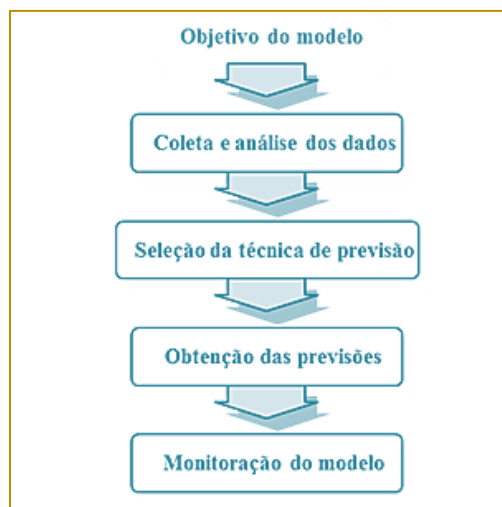 Objetivo do modelo
Coleta e análise dos dados
Seleção da técnica de previsão
Obtenção das previsões
Monitoração do modelo